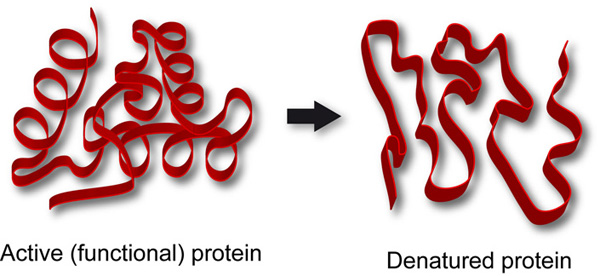 Active (functional) protein
Denatured protein